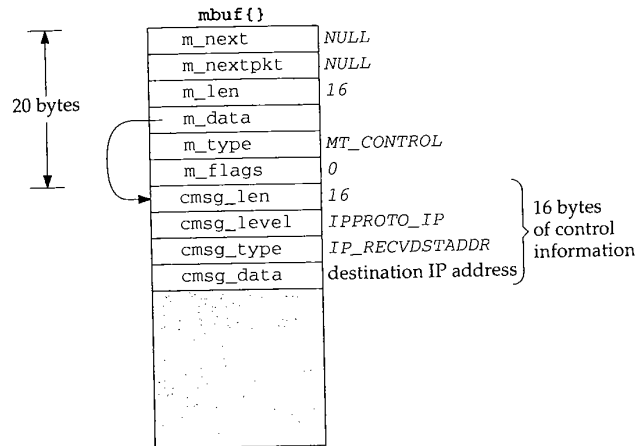 mbuf{}
m_next NULL
m_nextpkt NULL
m_len 16
20 bytes
m_data
m_type MT_CONTROL
m_flags 0
cmsg_len 16
cmsg_level IPPROTO_IP
cmsg_type IP_RECVDSTADDR
cmsg_data destination IP address
16 bytes
of control
information